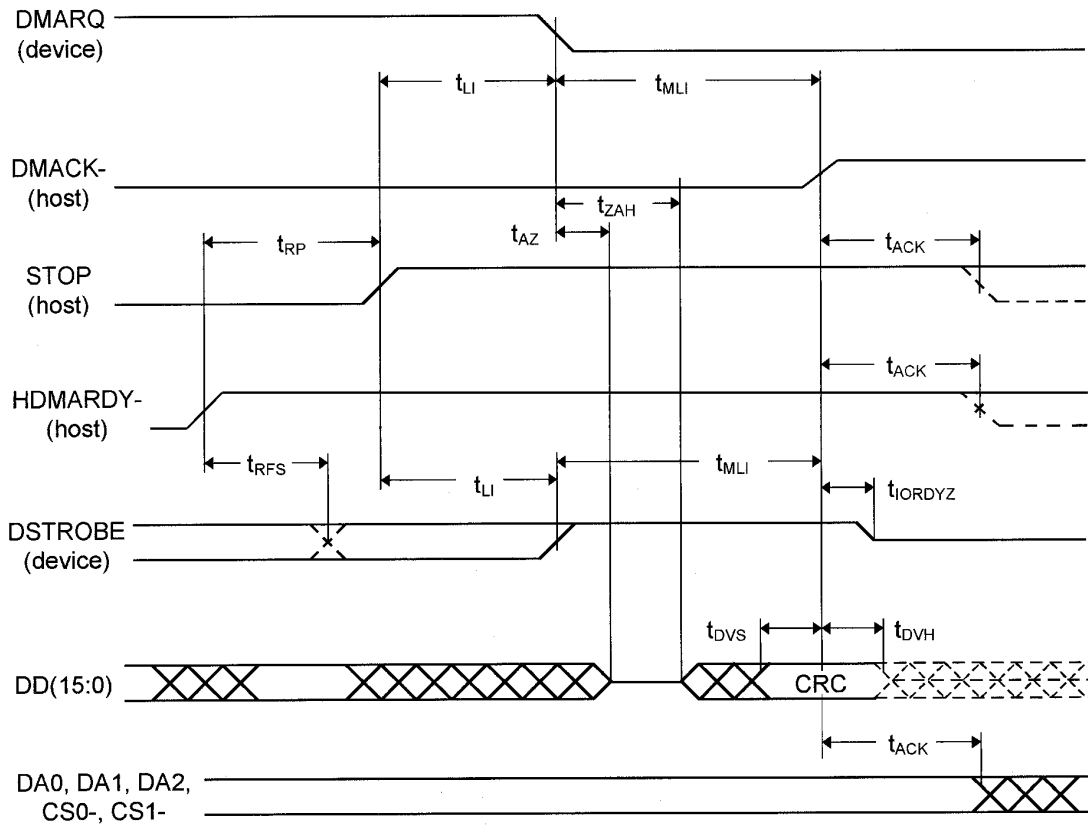 DMARQ
(device)
tLI
tMLI
DMACK-
(host)
tZAH
tAZ
tRP
tACK
STOP
(host)
tACK
HDMARDY-
(host)
tRFS
tLI
tMLI
tIORDYZ
DSTROBE
(device)
tDVS
tDVH
DD(15:0)
CRC
tACK
DA0, DA1, DA2,
CS0-, CS1-